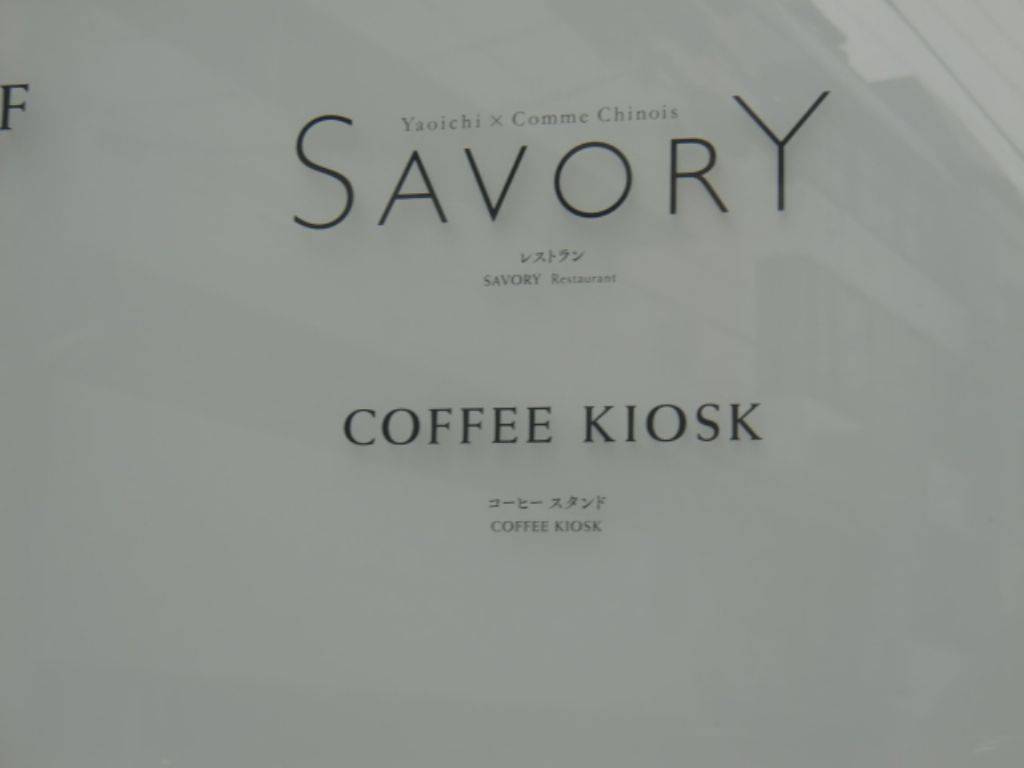 F
Yaoichi × Comme Chinois
SAVORY
レストラン
SAVORY Restaurant
COFFEE KIOSK
コーヒー スタンド
COFFEE KIOSK